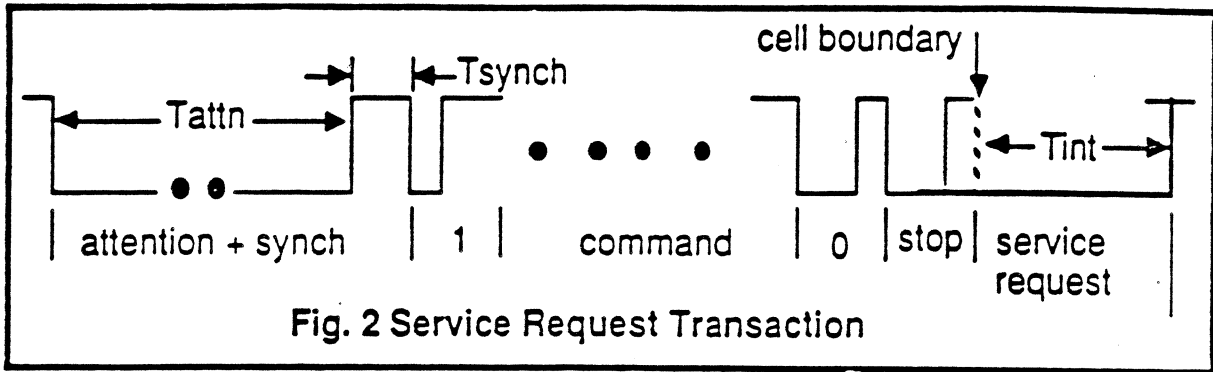 cell boundary
Tsynch
Tattn
Tint
attention + synch
1
command
0
stop
service
request
Fig. 2 Service Request Transaction